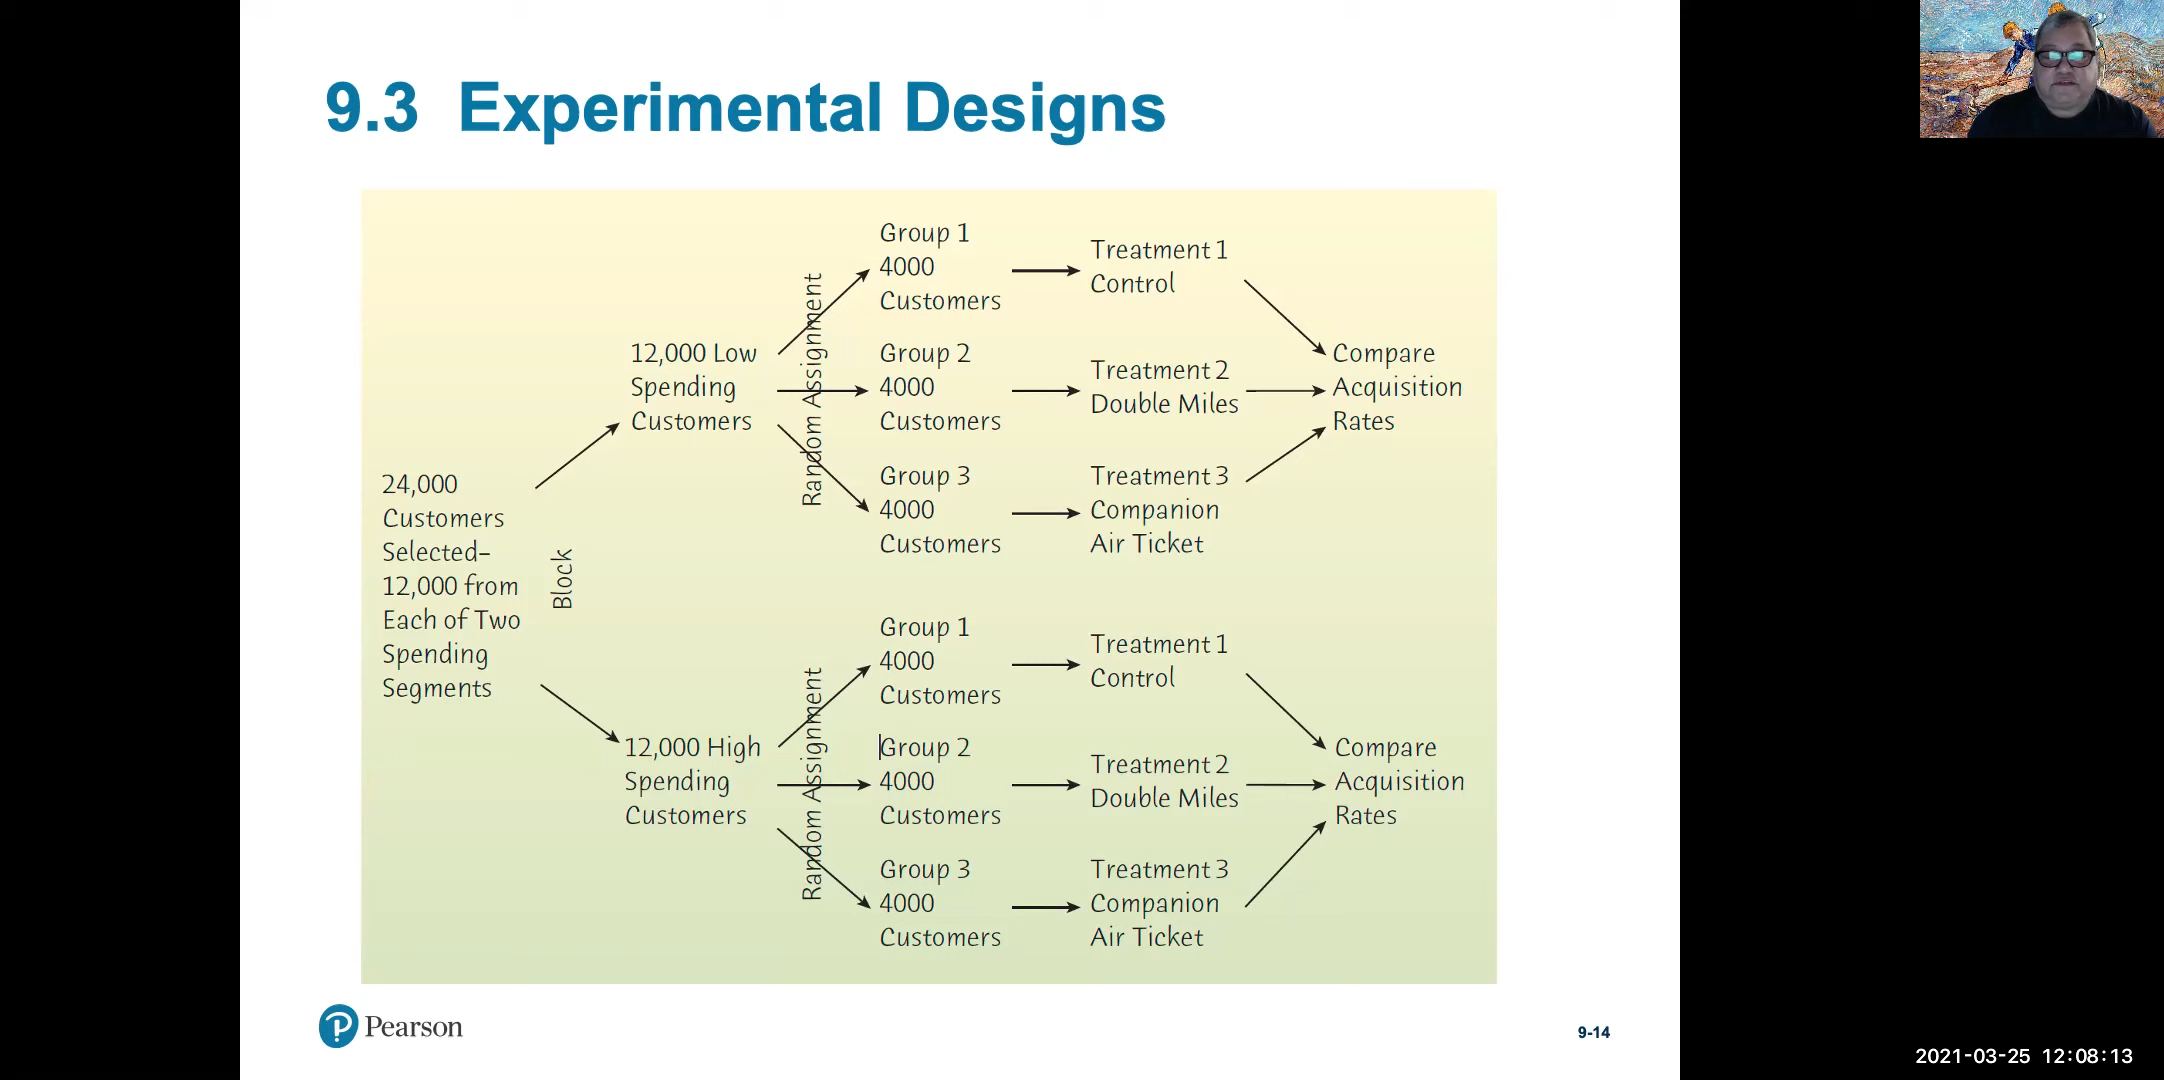 9.3 Experimental Designs
24,000
Customers
Selected–
12,000 from
Each of Two
Spending
Segments
Block
12,000 Low
Spending
Customers
Random Assignment
Group 1
4000
Customers
Treatment 1
Control
Group 2
4000
Customers
Treatment 2
Double Miles
Group 3
4000
Customers
Treatment 3
Companion
Air Ticket
Compare
Acquisition
Rates
12,000 High
Spending
Customers
Random Assignment
Group 1
4000
Customers
Treatment 1
Control
Group 2
4000
Customers
Treatment 2
Double Miles
Group 3
4000
Customers
Treatment 3
Companion
Air Ticket
Compare
Acquisition
Rates
Pearson
9-14
2021-03-25 12:08:13